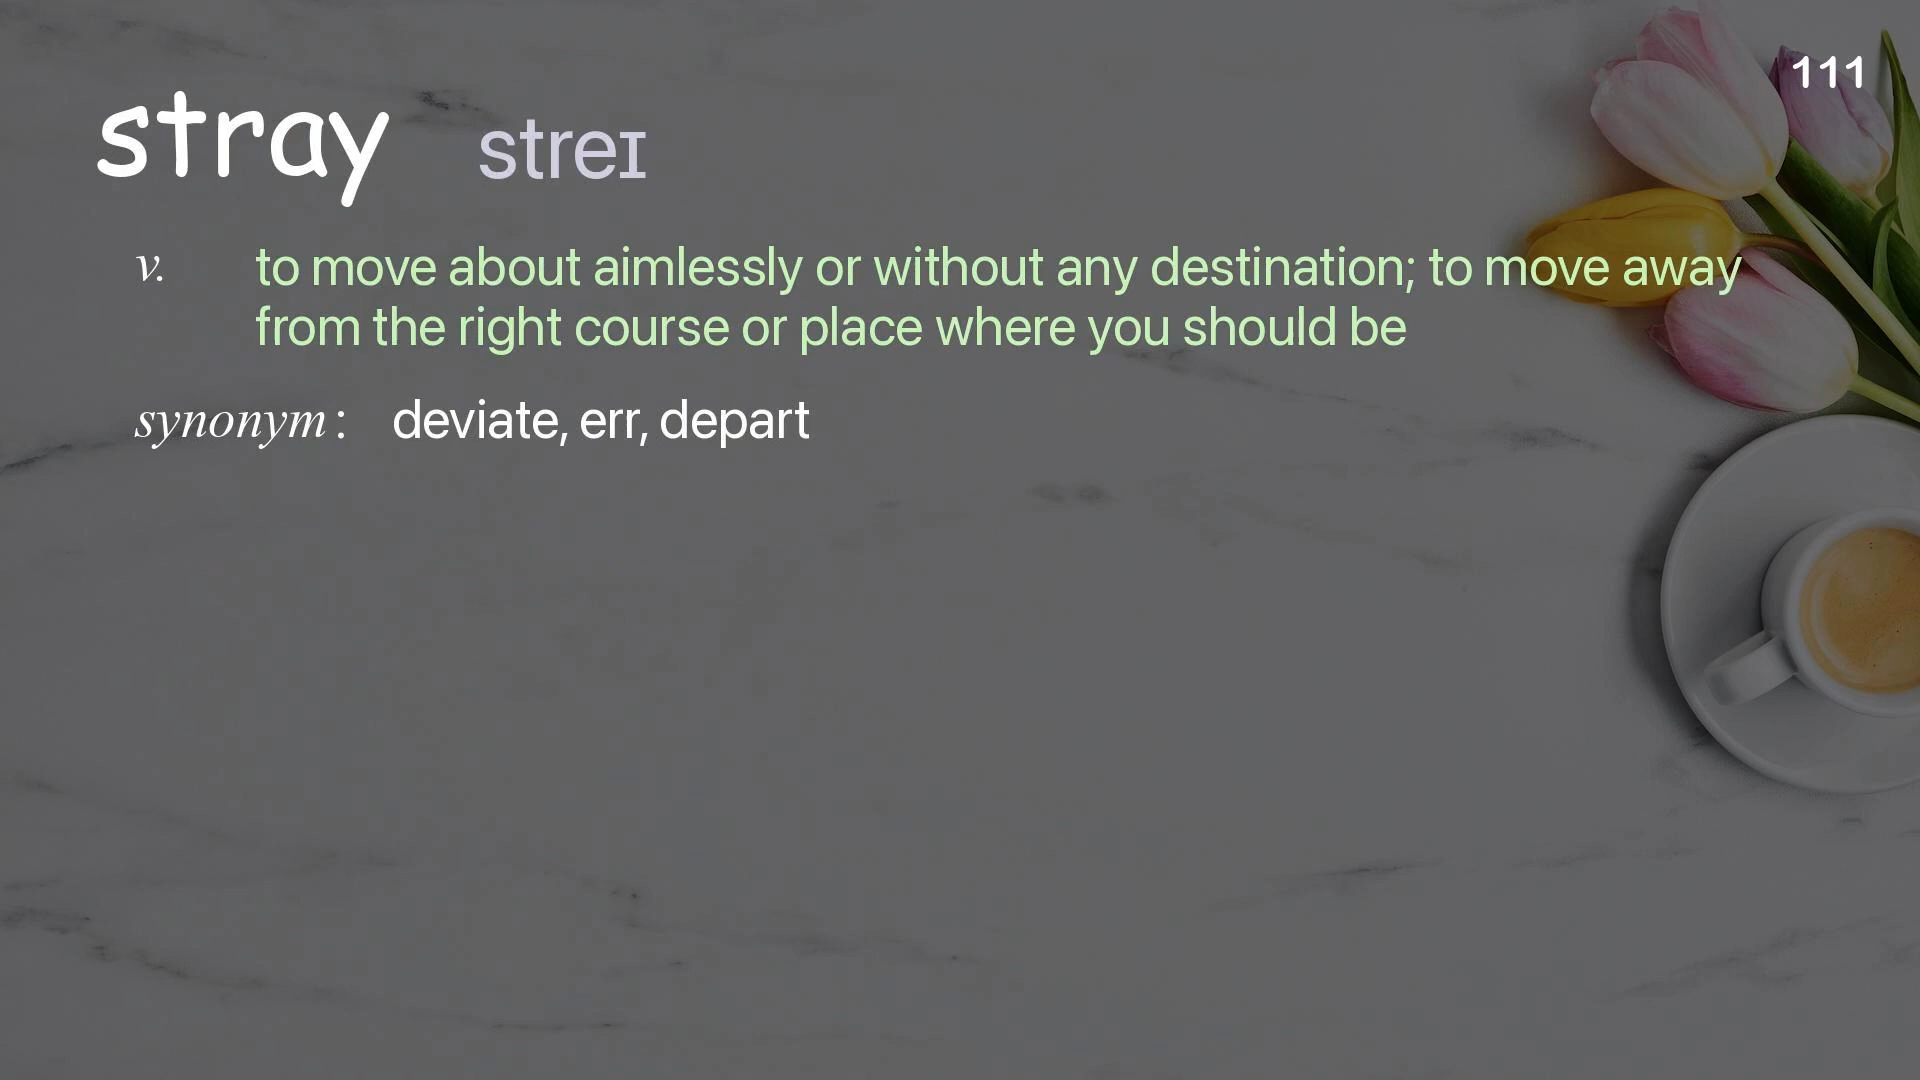 111
stray streɪ
v. to move about aimlessly or without any destination; to move away
from the right course or place where you should be
synonym: deviate, err, depart